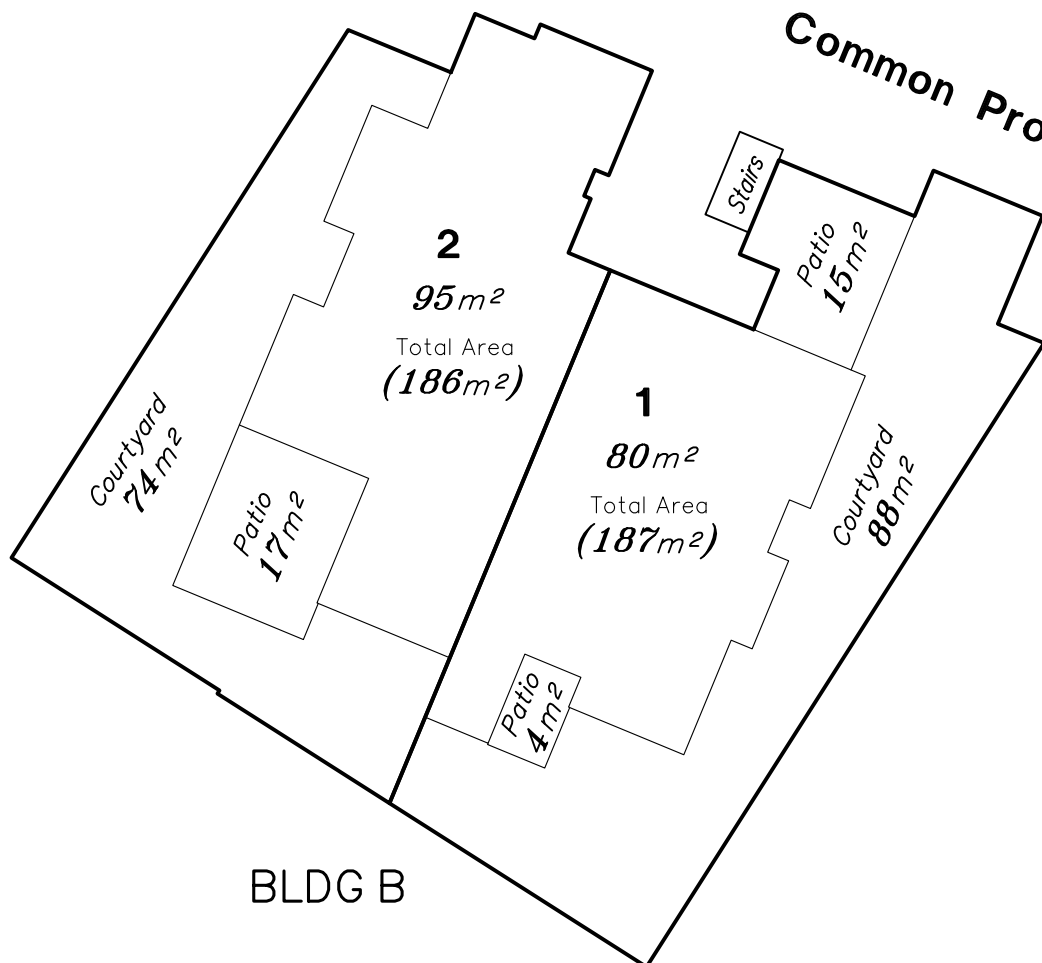 Common Pro
Stairs
Patio
15m²
2
95m²
Total Area
(186m²)
1
80m²
Total Area
(187m²)
Courtyard
74m²
Patio
17m²
Courtyard
88m²
Patio
4m²
BLDG B